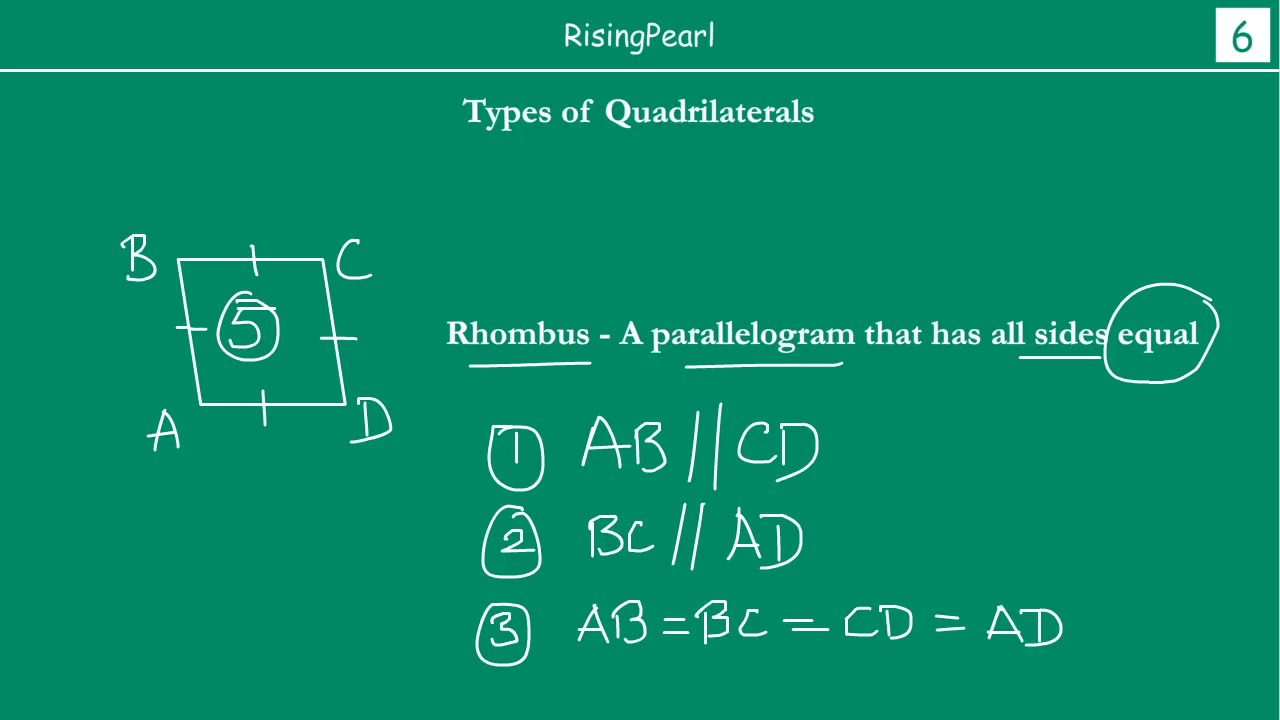 RisingPearl
6
Types of Quadrilaterals
B
C
5
Rhombus - A parallelogram that has all sides equal
A
D
1 AB // CD
2 BC // AD
3 AB = BC = CD = AD